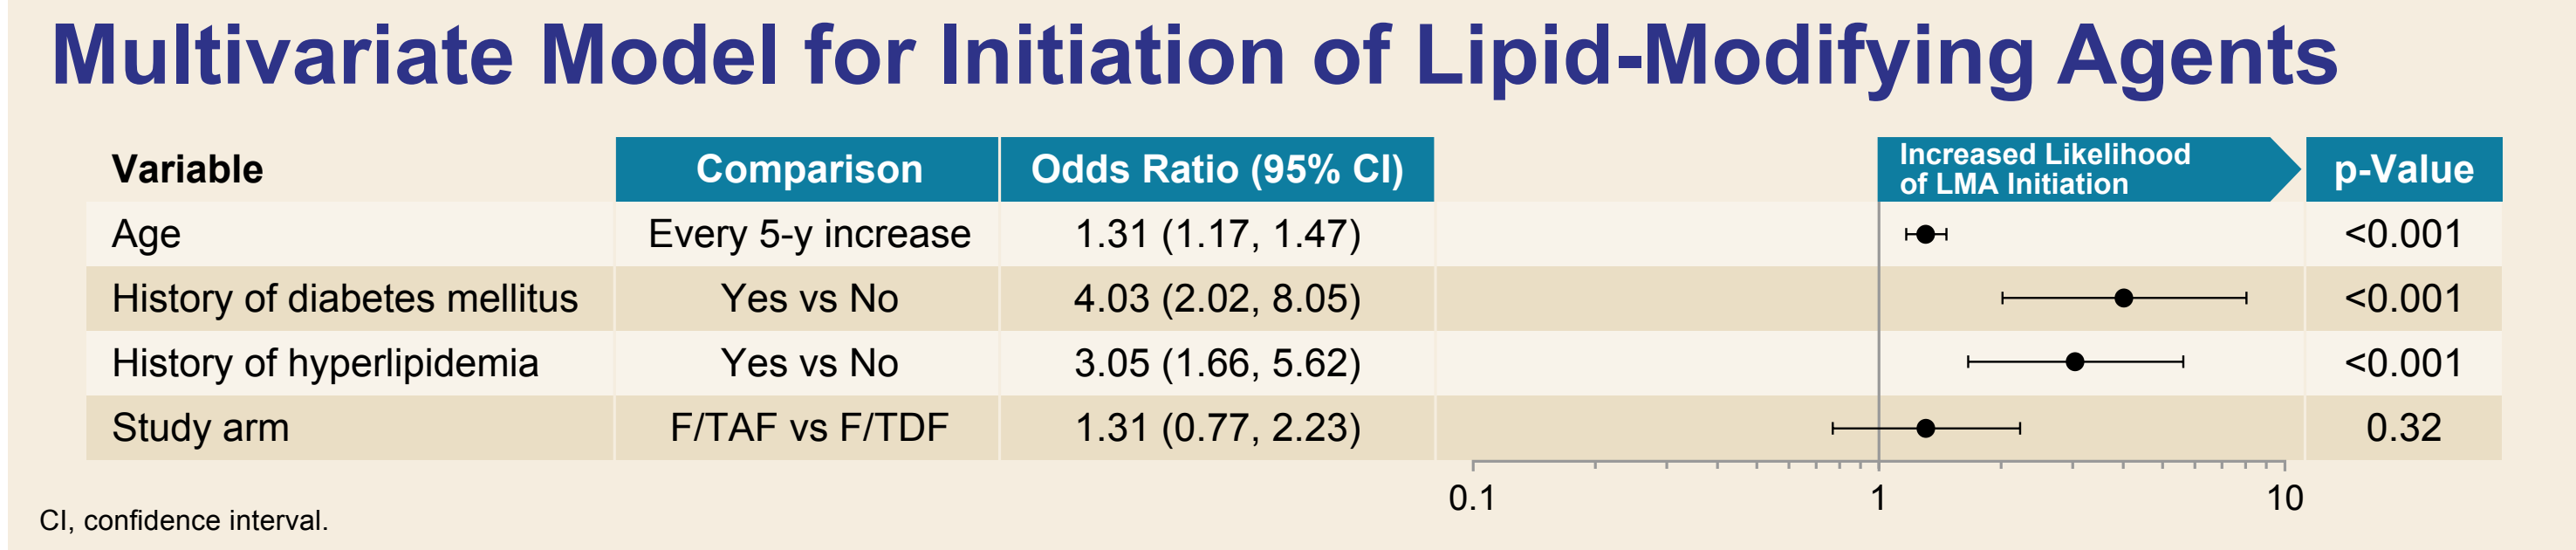 Multivariate Model for Initiation of Lipid-Modifying Agents
Variable Comparison Odds Ratio (95% CI) Increased Likelihood of LMA Initiation p-Value
Age Every 5-y increase 1.31 (1.17, 1.47) <0.001
History of diabetes mellitus Yes vs No 4.03 (2.02, 8.05) <0.001
History of hyperlipidemia Yes vs No 3.05 (1.66, 5.62) <0.001
Study arm F/TAF vs F/TDF 1.31 (0.77, 2.23) 0.32
0.1 1 10
CI, confidence interval.